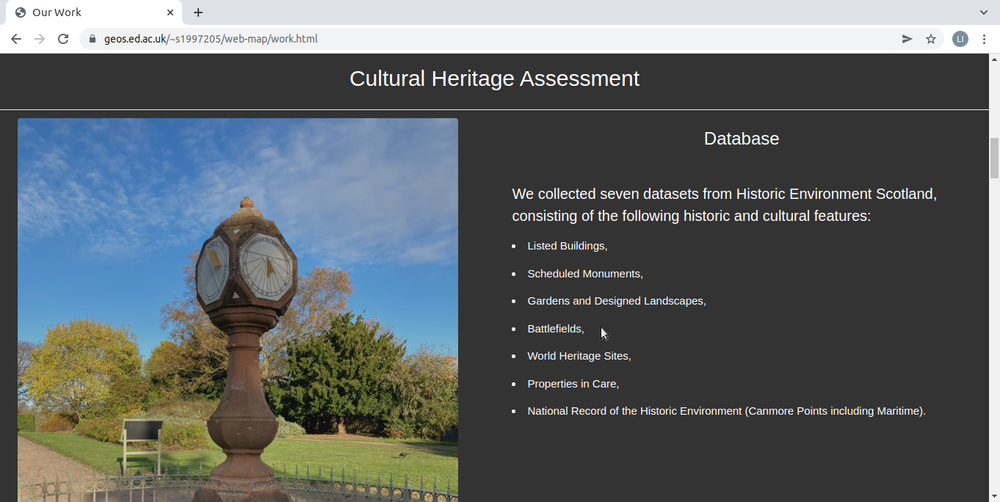 Our Work
geos.ed.ac.uk/~s1997205/web-map/work.html
LI
Cultural Heritage Assessment
Database
We collected seven datasets from Historic Environment Scotland,
consisting of the following historic and cultural features:
• Listed Buildings,
• Scheduled Monuments,
• Gardens and Designed Landscapes,
• Battlefields,
• World Heritage Sites,
• Properties in Care,
• National Record of the Historic Environment (Canmore Points including Maritime).